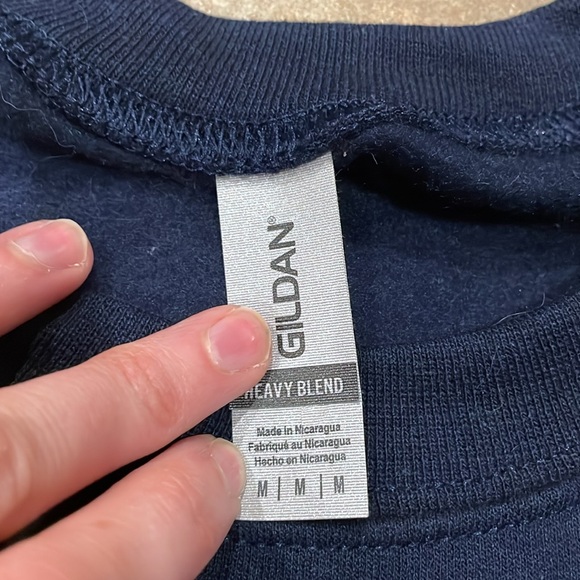 GILDAN®
HEAVY BLEND
Made in Nicaragua
Fabriqué au Nicaragua
Hecho en Nicaragua
M | M | M